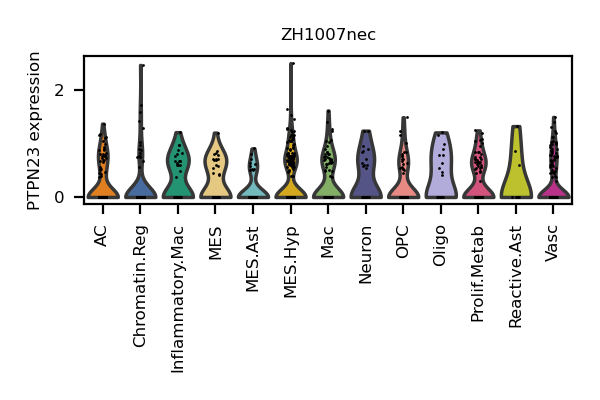 ZH1007nec
PTPN23 expression
2
0
AC
Chromatin.Reg
Inflammatory.Mac
MES
MES.Ast
MES.Hyp
Mac
Neuron
OPC
Oligo
Prolif.Metab
Reactive.Ast
Vasc